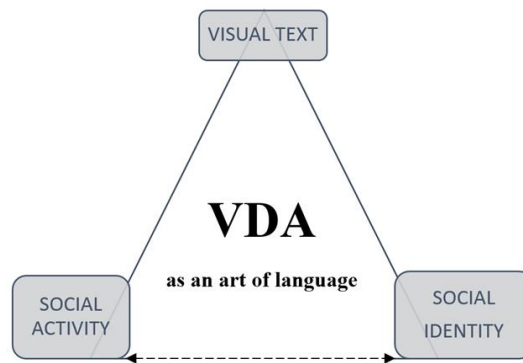 VISUAL TEXT
VDA
as an art of language
SOCIAL
ACTIVITY
SOCIAL
IDENTITY